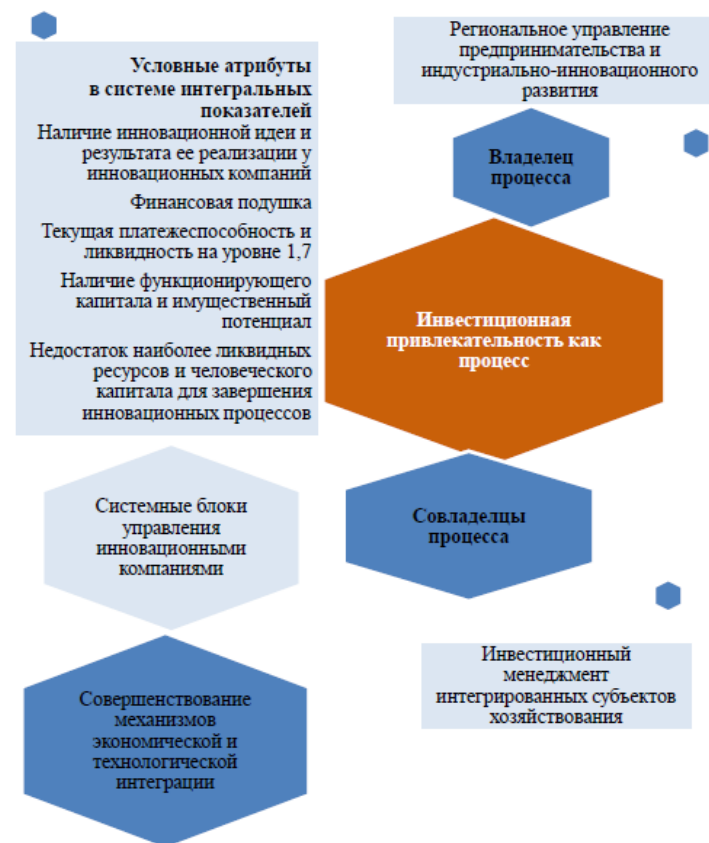 Условные атрибуты
в системе интегральных
показателей
Наличие инновационной идеи и
результата ее реализации у
инновационных компаний
Финансовая подушка
Текущая платежеспособность и
ликвидность на уровне 1,7
Наличие функционирующего
капитала и имущественный
потенциал
Недостаток наиболее ликвидных
ресурсов и человеческого
капитала для завершения
инновационных процессов
Региональное управление
предпринимательства и
индустриально-инновационного
развития
Владелец
процесса
Инвестиционная
привлекательность как
процесс
Совладелцы
процесса
Системные блоки
управления
инновационными
компаниями
Инвестиционный
менеджмент
интегрированных субъектов
хозяйствования
Совершенствование
механизмов
экономической и
технологической
интеграции